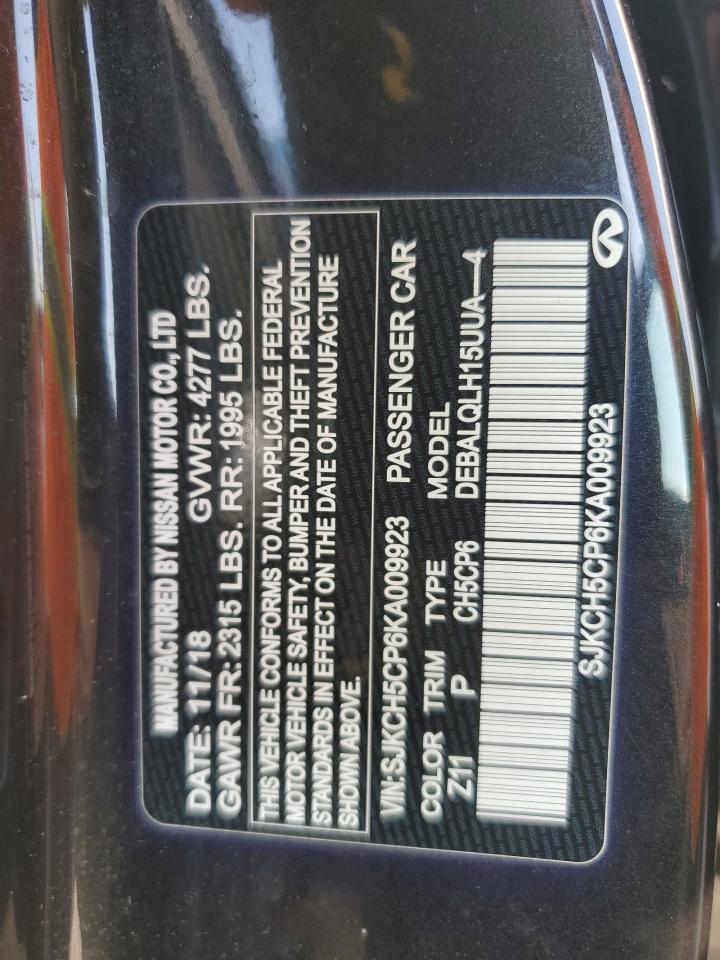 MANUFACTURED BY NISSAN MOTOR CO., LTD
DATE: 11/18 GVWR: 4277 LBS.
GAWR FR: 2315 LBS. RR: 1995 LBS.
THIS VEHICLE CONFORMS TO ALL APPLICABLE FEDERAL
MOTOR VEHICLE SAFETY, BUMPER AND THEFT PREVENTION
STANDARDS IN EFFECT ON THE DATE OF MANUFACTURE
SHOWN ABOVE.
VIN:SJKCH5CP6KA009923 PASSENGER CAR
COLOR TRIM TYPE MODEL
Z11 P CH5CP6 DEBALQLH15UUA-4
SJKCH5CP6KA009923